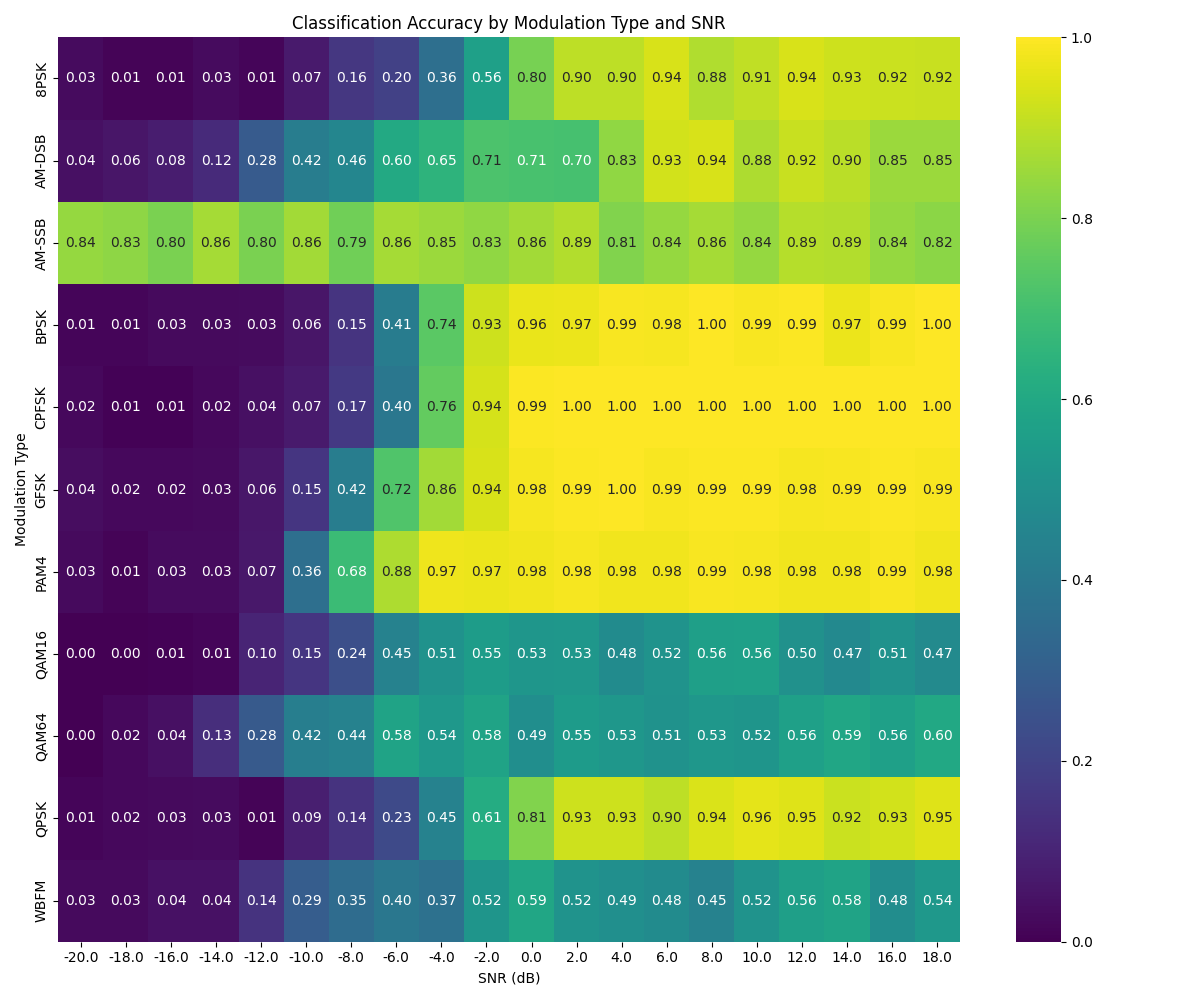 Classification Accuracy by Modulation Type and SNR
8PSK 0.03 0.01 0.01 0.03 0.01 0.07 0.16 0.20 0.36 0.56 0.80 0.90 0.90 0.94 0.88 0.91 0.94 0.93 0.92 0.92
AM-DSB 0.04 0.06 0.08 0.12 0.28 0.42 0.46 0.60 0.65 0.71 0.71 0.70 0.83 0.93 0.94 0.88 0.92 0.90 0.85 0.85
AM-SSB 0.84 0.83 0.80 0.86 0.80 0.86 0.79 0.86 0.85 0.83 0.86 0.89 0.81 0.84 0.86 0.84 0.89 0.89 0.84 0.82
BPSK 0.01 0.01 0.03 0.03 0.03 0.06 0.15 0.41 0.74 0.93 0.96 0.97 0.99 0.98 1.00 0.99 0.99 0.97 0.99 1.00
CPFSK 0.02 0.01 0.01 0.02 0.04 0.07 0.17 0.40 0.76 0.94 0.99 1.00 1.00 1.00 1.00 1.00 1.00 1.00 1.00 1.00
GFSK 0.04 0.02 0.02 0.03 0.06 0.15 0.42 0.72 0.86 0.94 0.98 0.99 1.00 0.99 0.99 0.99 0.98 0.99 0.99 0.99
PAM4 0.03 0.01 0.03 0.03 0.07 0.36 0.68 0.88 0.97 0.97 0.98 0.98 0.98 0.98 0.99 0.98 0.98 0.98 0.99 0.98
QAM16 0.00 0.00 0.01 0.01 0.10 0.15 0.24 0.45 0.51 0.55 0.53 0.53 0.48 0.52 0.56 0.56 0.50 0.47 0.51 0.47
QAM64 0.00 0.02 0.04 0.13 0.28 0.42 0.44 0.58 0.54 0.58 0.49 0.55 0.53 0.51 0.53 0.52 0.56 0.59 0.56 0.60
QPSK 0.01 0.02 0.03 0.03 0.01 0.09 0.14 0.23 0.45 0.61 0.81 0.93 0.93 0.90 0.94 0.96 0.95 0.92 0.93 0.95
WBFM 0.03 0.03 0.04 0.04 0.14 0.29 0.35 0.40 0.37 0.52 0.59 0.52 0.49 0.48 0.45 0.52 0.56 0.58 0.48 0.54
-20.0 -18.0 -16.0 -14.0 -12.0 -10.0 -8.0 -6.0 -4.0 -2.0 0.0 2.0 4.0 6.0 8.0 10.0 12.0 14.0 16.0 18.0
SNR (dB)
Modulation Type
1.0
0.8
0.6
0.4
0.2
0.0